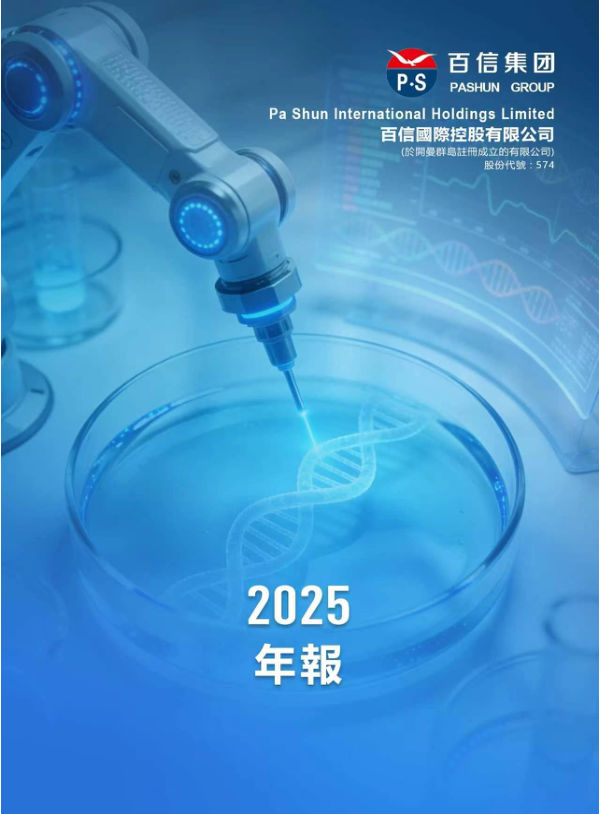 百信集团
P·S
PASHUN GROUP
Pa Shun International Holdings Limited
百信國際控股有限公司
(於開曼群島註冊成立的有限公司)
股份代號：574
2025
年報